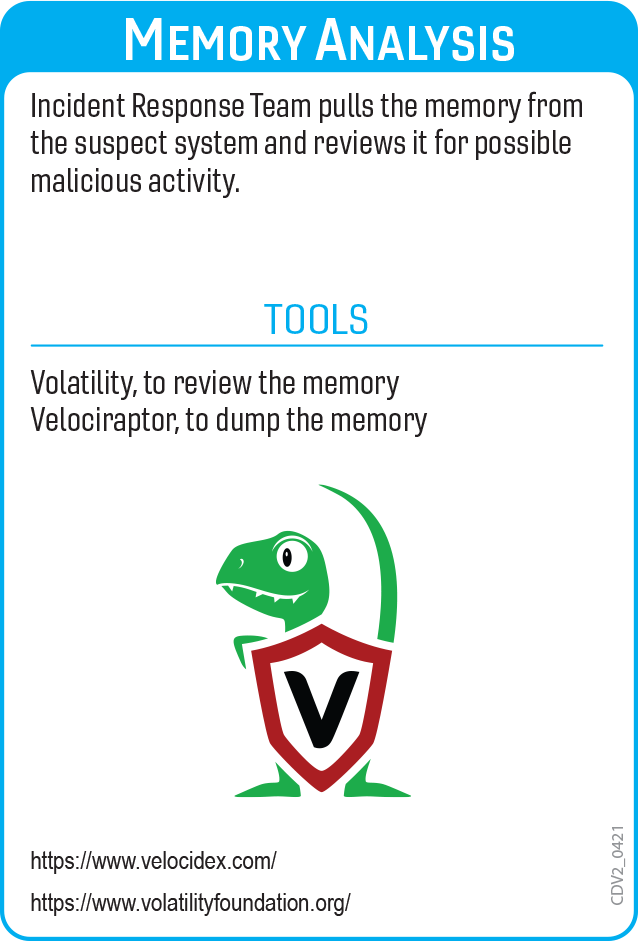 MEMORY ANALYSIS
Incident Response Team pulls the memory from
the suspect system and reviews it for possible
malicious activity.
TOOLS
Volatility, to review the memory
Velociraptor, to dump the memory
V
https://www.velocidex.com/
https://www.volatilityfoundation.org/
CDV2_0421